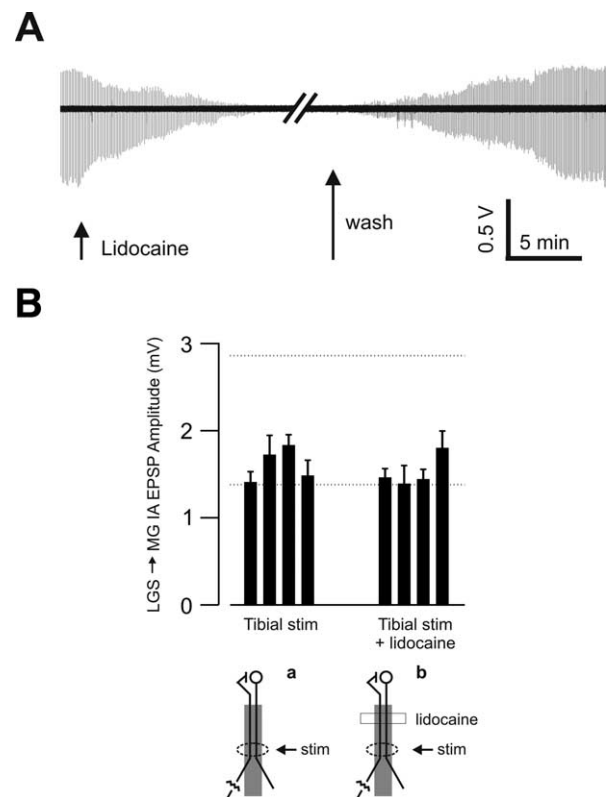 A
Lidocaine
wash
0.5 V
5 min
B
LGS → MG IA EPSP Amplitude (mV)
3
2
1
0
Tibial stim
Tibial stim
+ lidocaine
a
b
lidocaine
stim
stim